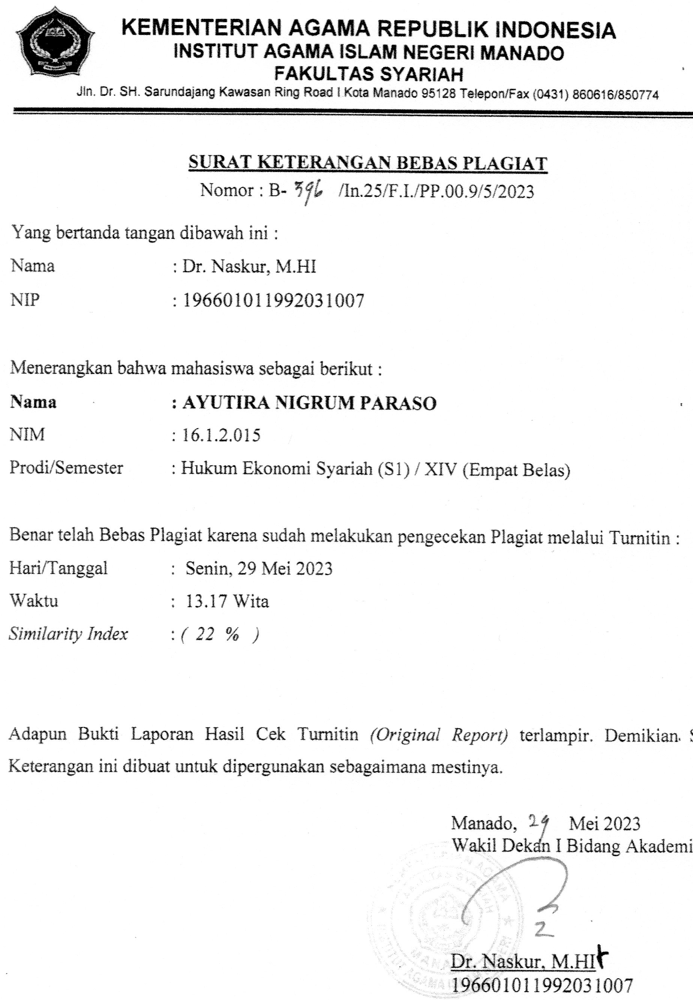 KEMENTERIAN AGAMA REPUBLIK INDONESIA
INSTITUT AGAMA ISLAM NEGERI MANADO
FAKULTAS SYARIAH
Jln. Dr. SH. Sarundajang Kawasan Ring Road I Kota Manado 95128 Telepon/Fax (0431) 860616/850774
SURAT KETERANGAN BEBAS PLAGIAT
Nomor : B- 396 /In.25/F.I./PP.00.9/5/2023
Yang bertanda tangan dibawah ini :
Nama : Dr. Naskur, M.HI
NIP : 196601011992031007
Menerangkan bahwa mahasiswa sebagai berikut :
Nama : AYUTIRA NIGRUM PARASO
NIM : 16.1.2.015
Prodi/Semester : Hukum Ekonomi Syariah (S1) / XIV (Empat Belas)
Benar telah Bebas Plagiat karena sudah melakukan pengecekan Plagiat melalui Turnitin :
Hari/Tanggal : Senin, 29 Mei 2023
Waktu : 13.17 Wita
Similarity Index : ( 22 % )
Adapun Bukti Laporan Hasil Cek Turnitin (Original Report) terlampir. Demikian S
Keterangan ini dibuat untuk dipergunakan sebagaimana mestinya.
Manado, 29 Mei 2023
Wakil Dekan I Bidang Akademi
Dr. Naskur, M.HI
196601011992031007